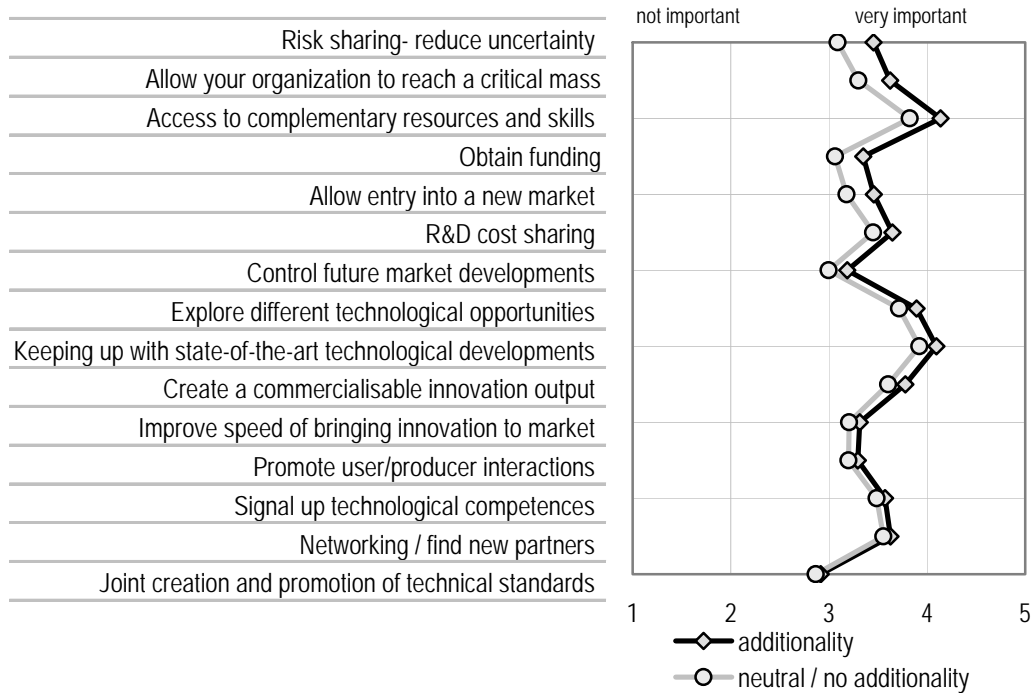 not important very important
Risk sharing- reduce uncertainty
Allow your organization to reach a critical mass
Access to complementary resources and skills
Obtain funding
Allow entry into a new market
R&D cost sharing
Control future market developments
Explore different technological opportunities
Keeping up with state-of-the-art technological developments
Create a commercialisable innovation output
Improve speed of bringing innovation to market
Promote user/producer interactions
Signal up technological competences
Networking / find new partners
Joint creation and promotion of technical standards
1 2 3 4 5
additionality
neutral / no additionality